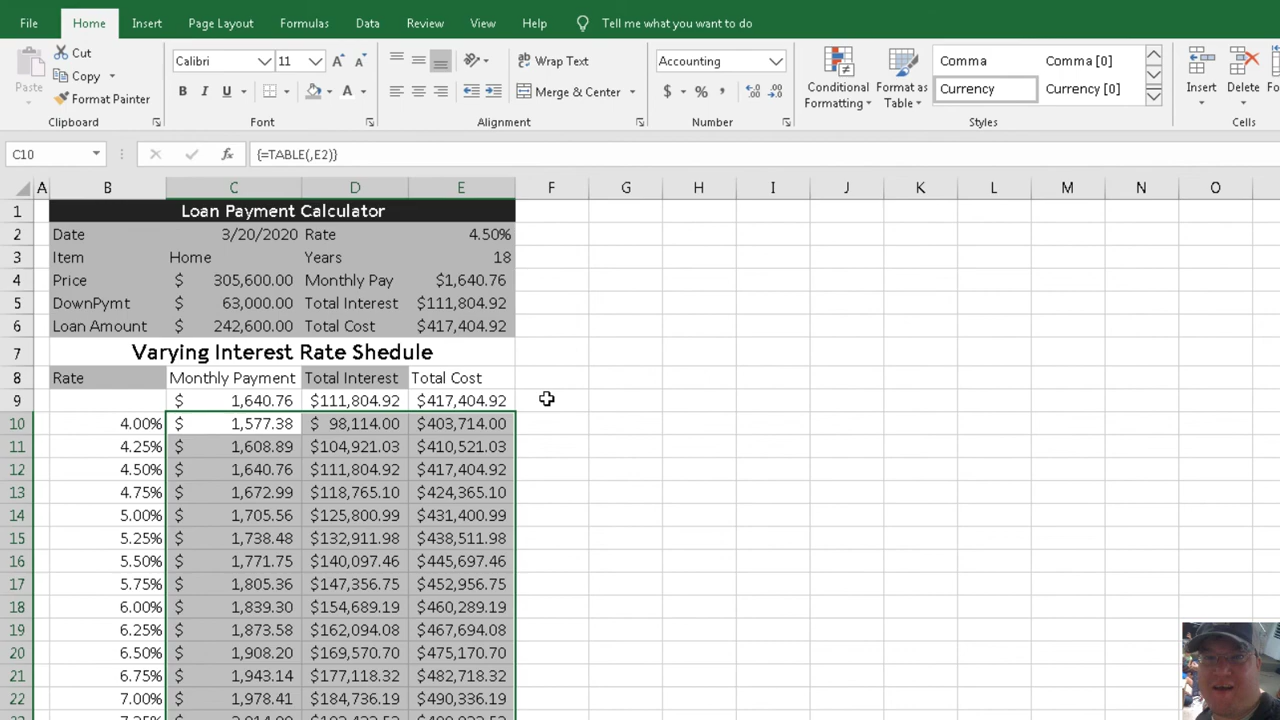 File Home Insert Page Layout Formulas Data Review View Help Tell me what you want to do
Paste
Cut
Copy
Format Painter
Clipboard
Calibri 11 A A
B I U A
Font
ab Wrap Text
Merge & Center
Alignment
Accounting
$ % , .0 .00 .00 .0
Number
Conditional Formatting
Format as Table
Comma Comma [0]
Currency Currency [0]
Styles
Insert Delete
Cells
C10 fx {=TABLE(,E2)}
A B C D E F G H I J K L M N O
1 Loan Payment Calculator
2 Date 3/20/2020 Rate 4.50%
3 Item Home Years 18
4 Price $ 305,600.00 Monthly Pay $1,640.76
5 DownPymt $ 63,000.00 Total Interest $111,804.92
6 Loan Amount $ 242,600.00 Total Cost $417,404.92
7 Varying Interest Rate Shedule
8 Rate Monthly Payment Total Interest Total Cost
9 $ 1,640.76 $111,804.92 $417,404.92
10 4.00% $ 1,577.38 $ 98,114.00 $403,714.00
11 4.25% $ 1,608.89 $104,921.03 $410,521.03
12 4.50% $ 1,640.76 $111,804.92 $417,404.92
13 4.75% $ 1,672.99 $118,765.10 $424,365.10
14 5.00% $ 1,705.56 $125,800.99 $431,400.99
15 5.25% $ 1,738.48 $132,911.98 $438,511.98
16 5.50% $ 1,771.75 $140,097.46 $445,697.46
17 5.75% $ 1,805.36 $147,356.75 $452,956.75
18 6.00% $ 1,839.30 $154,689.19 $460,289.19
19 6.25% $ 1,873.58 $162,094.08 $467,694.08
20 6.50% $ 1,908.20 $169,570.70 $475,170.70
21 6.75% $ 1,943.14 $177,118.32 $482,718.32
22 7.00% $ 1,978.41 $184,736.19 $490,336.19